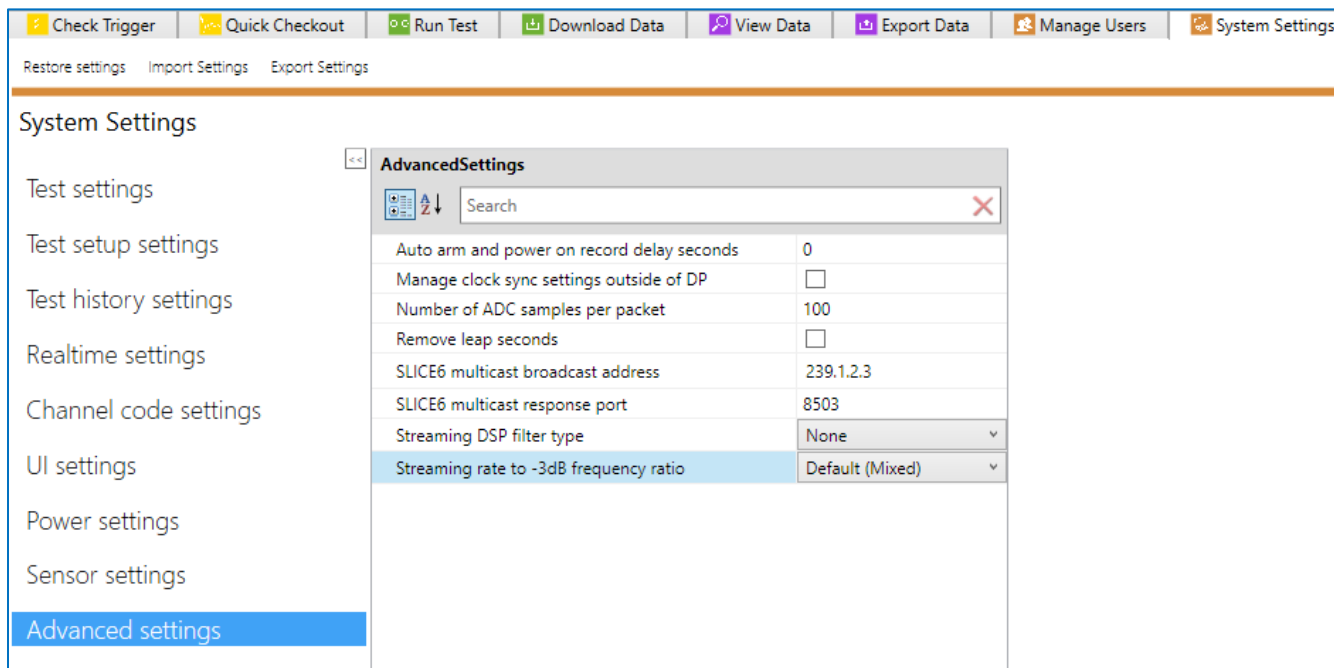 Check Trigger Quick Checkout Run Test Download Data View Data Export Data Manage Users System Settings
Restore settings Import Settings Export Settings
System Settings
<<
Test settings
Test setup settings
Test history settings
Realtime settings
Channel code settings
UI settings
Power settings
Sensor settings
Advanced settings
AdvancedSettings
A Z Search
Auto arm and power on record delay seconds 0
Manage clock sync settings outside of DP
Number of ADC samples per packet 100
Remove leap seconds
SLICE6 multicast broadcast address 239.1.2.3
SLICE6 multicast response port 8503
Streaming DSP filter type None
Streaming rate to -3dB frequency ratio Default (Mixed)